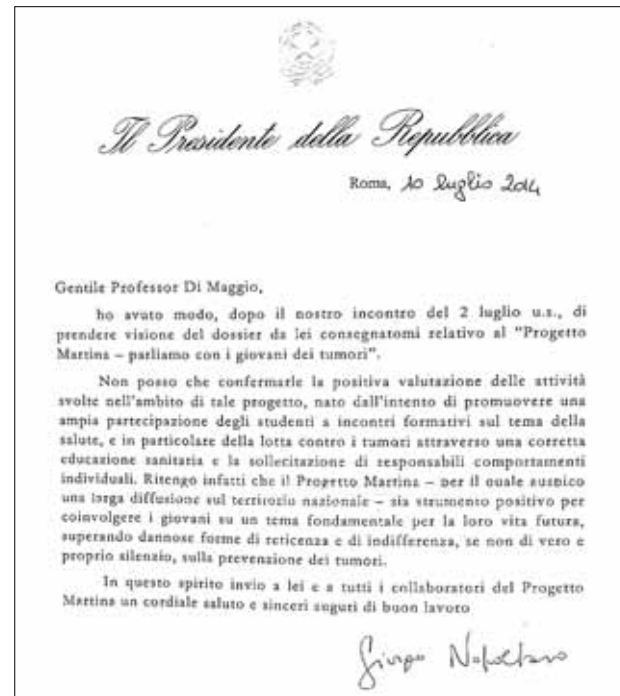 Il Presidente della Repubblica
Roma, 10 luglio 2014
Gentile Professor Di Maggio,
ho avuto modo, dopo il nostro incontro del 2 luglio u.s., di
prendere visione del dossier da lei consegnatomi relativo al "Progetto
Martina – parliamo con i giovani dei tumori".
Non posso che confermarle la positiva valutazione delle attività
svolte nell'ambito di tale progetto, nato dall'intento di promuovere una
ampia partecipazione degli studenti a incontri formativi sul tema della
salute, e in particolare della lotta contro i tumori attraverso una corretta
educazione sanitaria e la sollecitazione di responsabili comportamenti
individuali. Ritengo infatti che il Progetto Martina – per il quale auspico
una larga diffusione sul territorio nazionale – sia strumento positivo per
coinvolgere i giovani su un tema fondamentale per la loro vita futura,
superando dannose forme di reticenza e di indifferenza, se non di vero e
proprio silenzio, sulla prevenzione dei tumori.
In questo spirito invio a lei e a tutti i collaboratori del Progetto
Martina un cordiale saluto e sinceri auguri di buon lavoro
Giorgio Napolitano